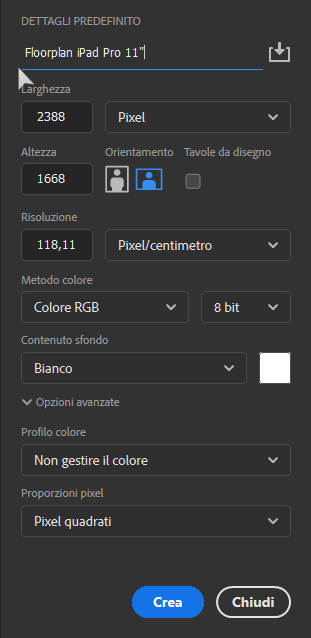 DETTAGLI PREDEFINITO
Floorplan iPad Pro 11"
Larghezza
2388 Pixel
Altezza Orientamento Tavole da disegno
1668
Risoluzione
118,11 Pixel/centimetro
Metodo colore
Colore RGB 8 bit
Contenuto sfondo
Bianco
Opzioni avanzate
Profilo colore
Non gestire il colore
Proporzioni pixel
Pixel quadrati
Crea Chiudi